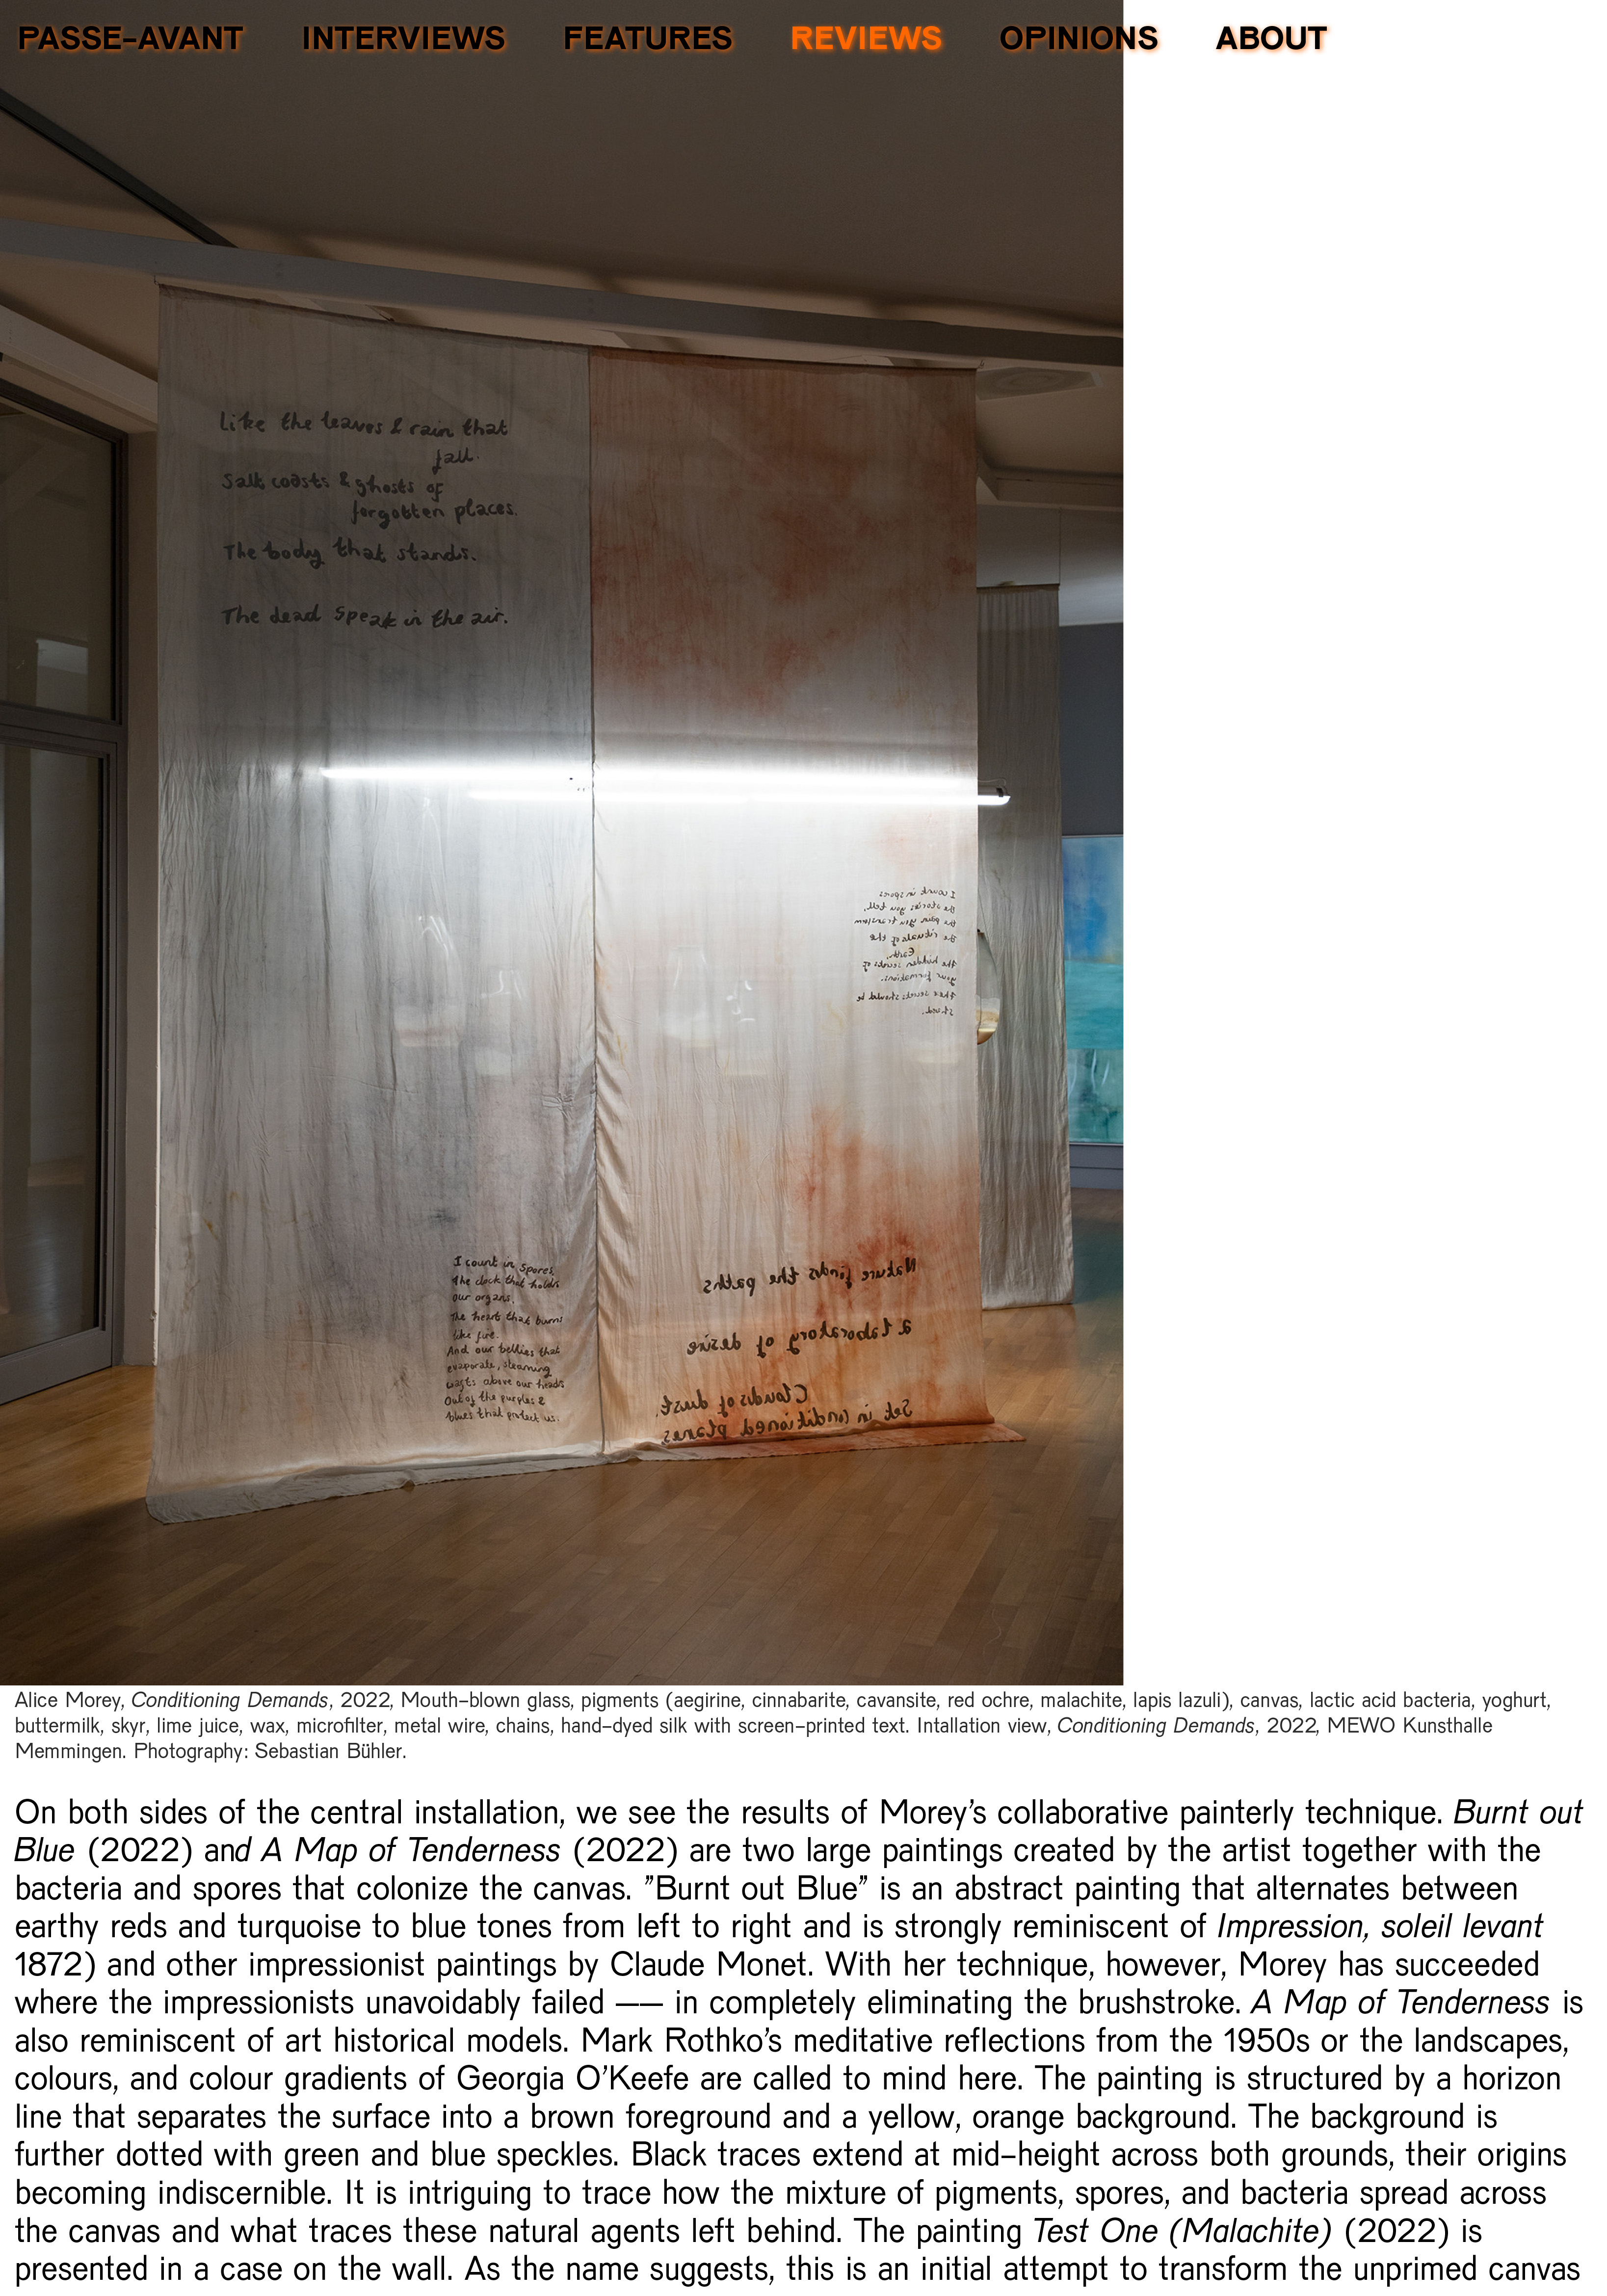 PASSE-AVANT INTERVIEWS FEATURES REVIEWS OPINIONS ABOUT
Like the leaves & rain that
fall.
Salt coasts & ghosts of
forgotten places.
The body that stands.
The dead speak in the air.
I count in spores
the stories you tell.
the pain you transform
the rituals of the
Earth.
the hidden secrets of
your formations.
their secrets should be
I count in spores.
The clock that holds
our organs.
The heart that burns
like fire.
And our bellies that
evaporate, steaming
above our heads
Out of the purples &
blues that protect us.
Nature finds the paths
a laboratory of desire
Clouds of dust.
Set in conditioned planes
Alice Morey, Conditioning Demands, 2022, Mouth-blown glass, pigments (aegirine, cinnabarite, cavansite, red ochre, malachite, lapis lazuli), canvas, lactic acid bacteria, yoghurt,
buttermilk, skyr, lime juice, wax, microfilter, metal wire, chains, hand-dyed silk with screen-printed text. Intallation view, Conditioning Demands, 2022, MEWO Kunsthalle
Memmingen. Photography: Sebastian Bühler.
On both sides of the central installation, we see the results of Morey's collaborative painterly technique. Burnt out
Blue (2022) and A Map of Tenderness (2022) are two large paintings created by the artist together with the
bacteria and spores that colonize the canvas. "Burnt out Blue" is an abstract painting that alternates between
earthy reds and turquoise to blue tones from left to right and is strongly reminiscent of Impression, soleil levant
1872) and other impressionist paintings by Claude Monet. With her technique, however, Morey has succeeded
where the impressionists unavoidably failed –– in completely eliminating the brushstroke. A Map of Tenderness is
also reminiscent of art historical models. Mark Rothko's meditative reflections from the 1950s or the landscapes,
colours, and colour gradients of Georgia O'Keefe are called to mind here. The painting is structured by a horizon
line that separates the surface into a brown foreground and a yellow, orange background. The background is
further dotted with green and blue speckles. Black traces extend at mid-height across both grounds, their origins
becoming indiscernible. It is intriguing to trace how the mixture of pigments, spores, and bacteria spread across
the canvas and what traces these natural agents left behind. The painting Test One (Malachite) (2022) is
presented in a case on the wall. As the name suggests, this is an initial attempt to transform the unprimed canvas